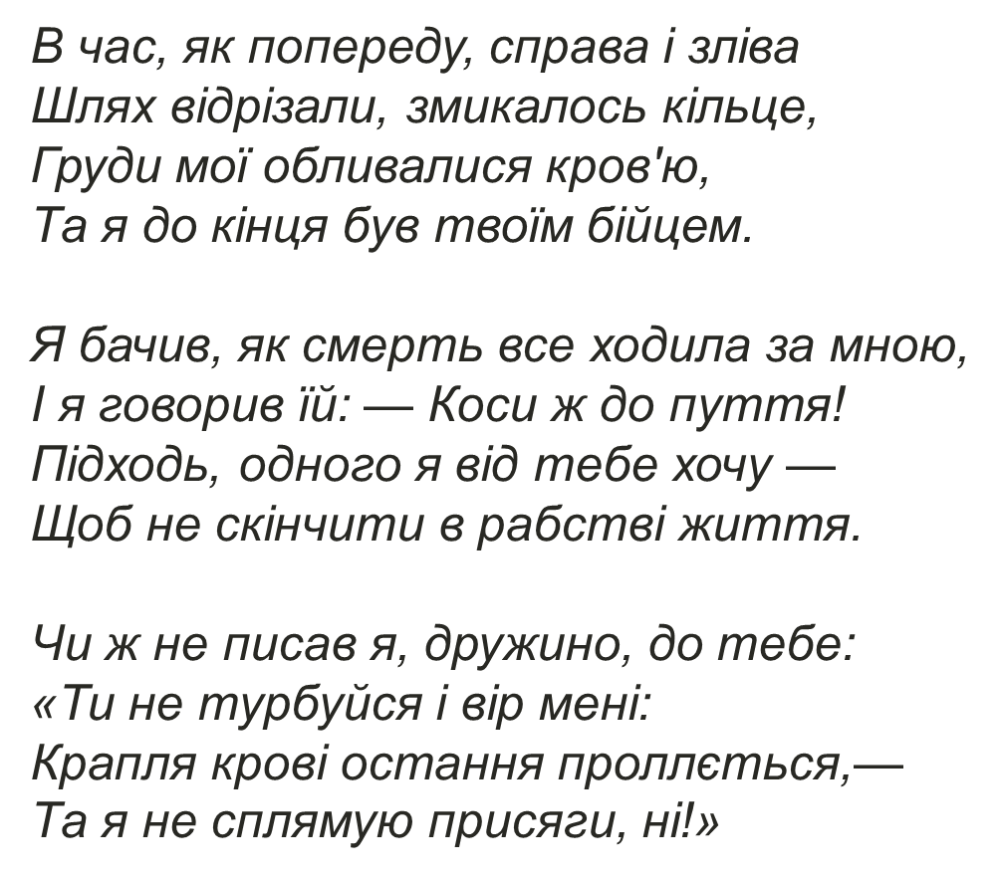 В час, як попереду, справа і зліва
Шлях відрізали, змикалось кільце,
Груди мої обливалися кров'ю,
Та я до кінця був твоїм бійцем.

Я бачив, як смерть все ходила за мною,
І я говорив їй: — Коси ж до пуття!
Підходь, одного я від тебе хочу —
Щоб не скінчити в рабстві життя.

Чи ж не писав я, дружино, до тебе:
«Ти не турбуйся і вір мені:
Крапля крові остання проллється,—
Та я не сплямую присяги, ні!»